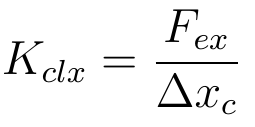 $K_{clx} = \frac{F_{ex}}{\Delta x_c}$